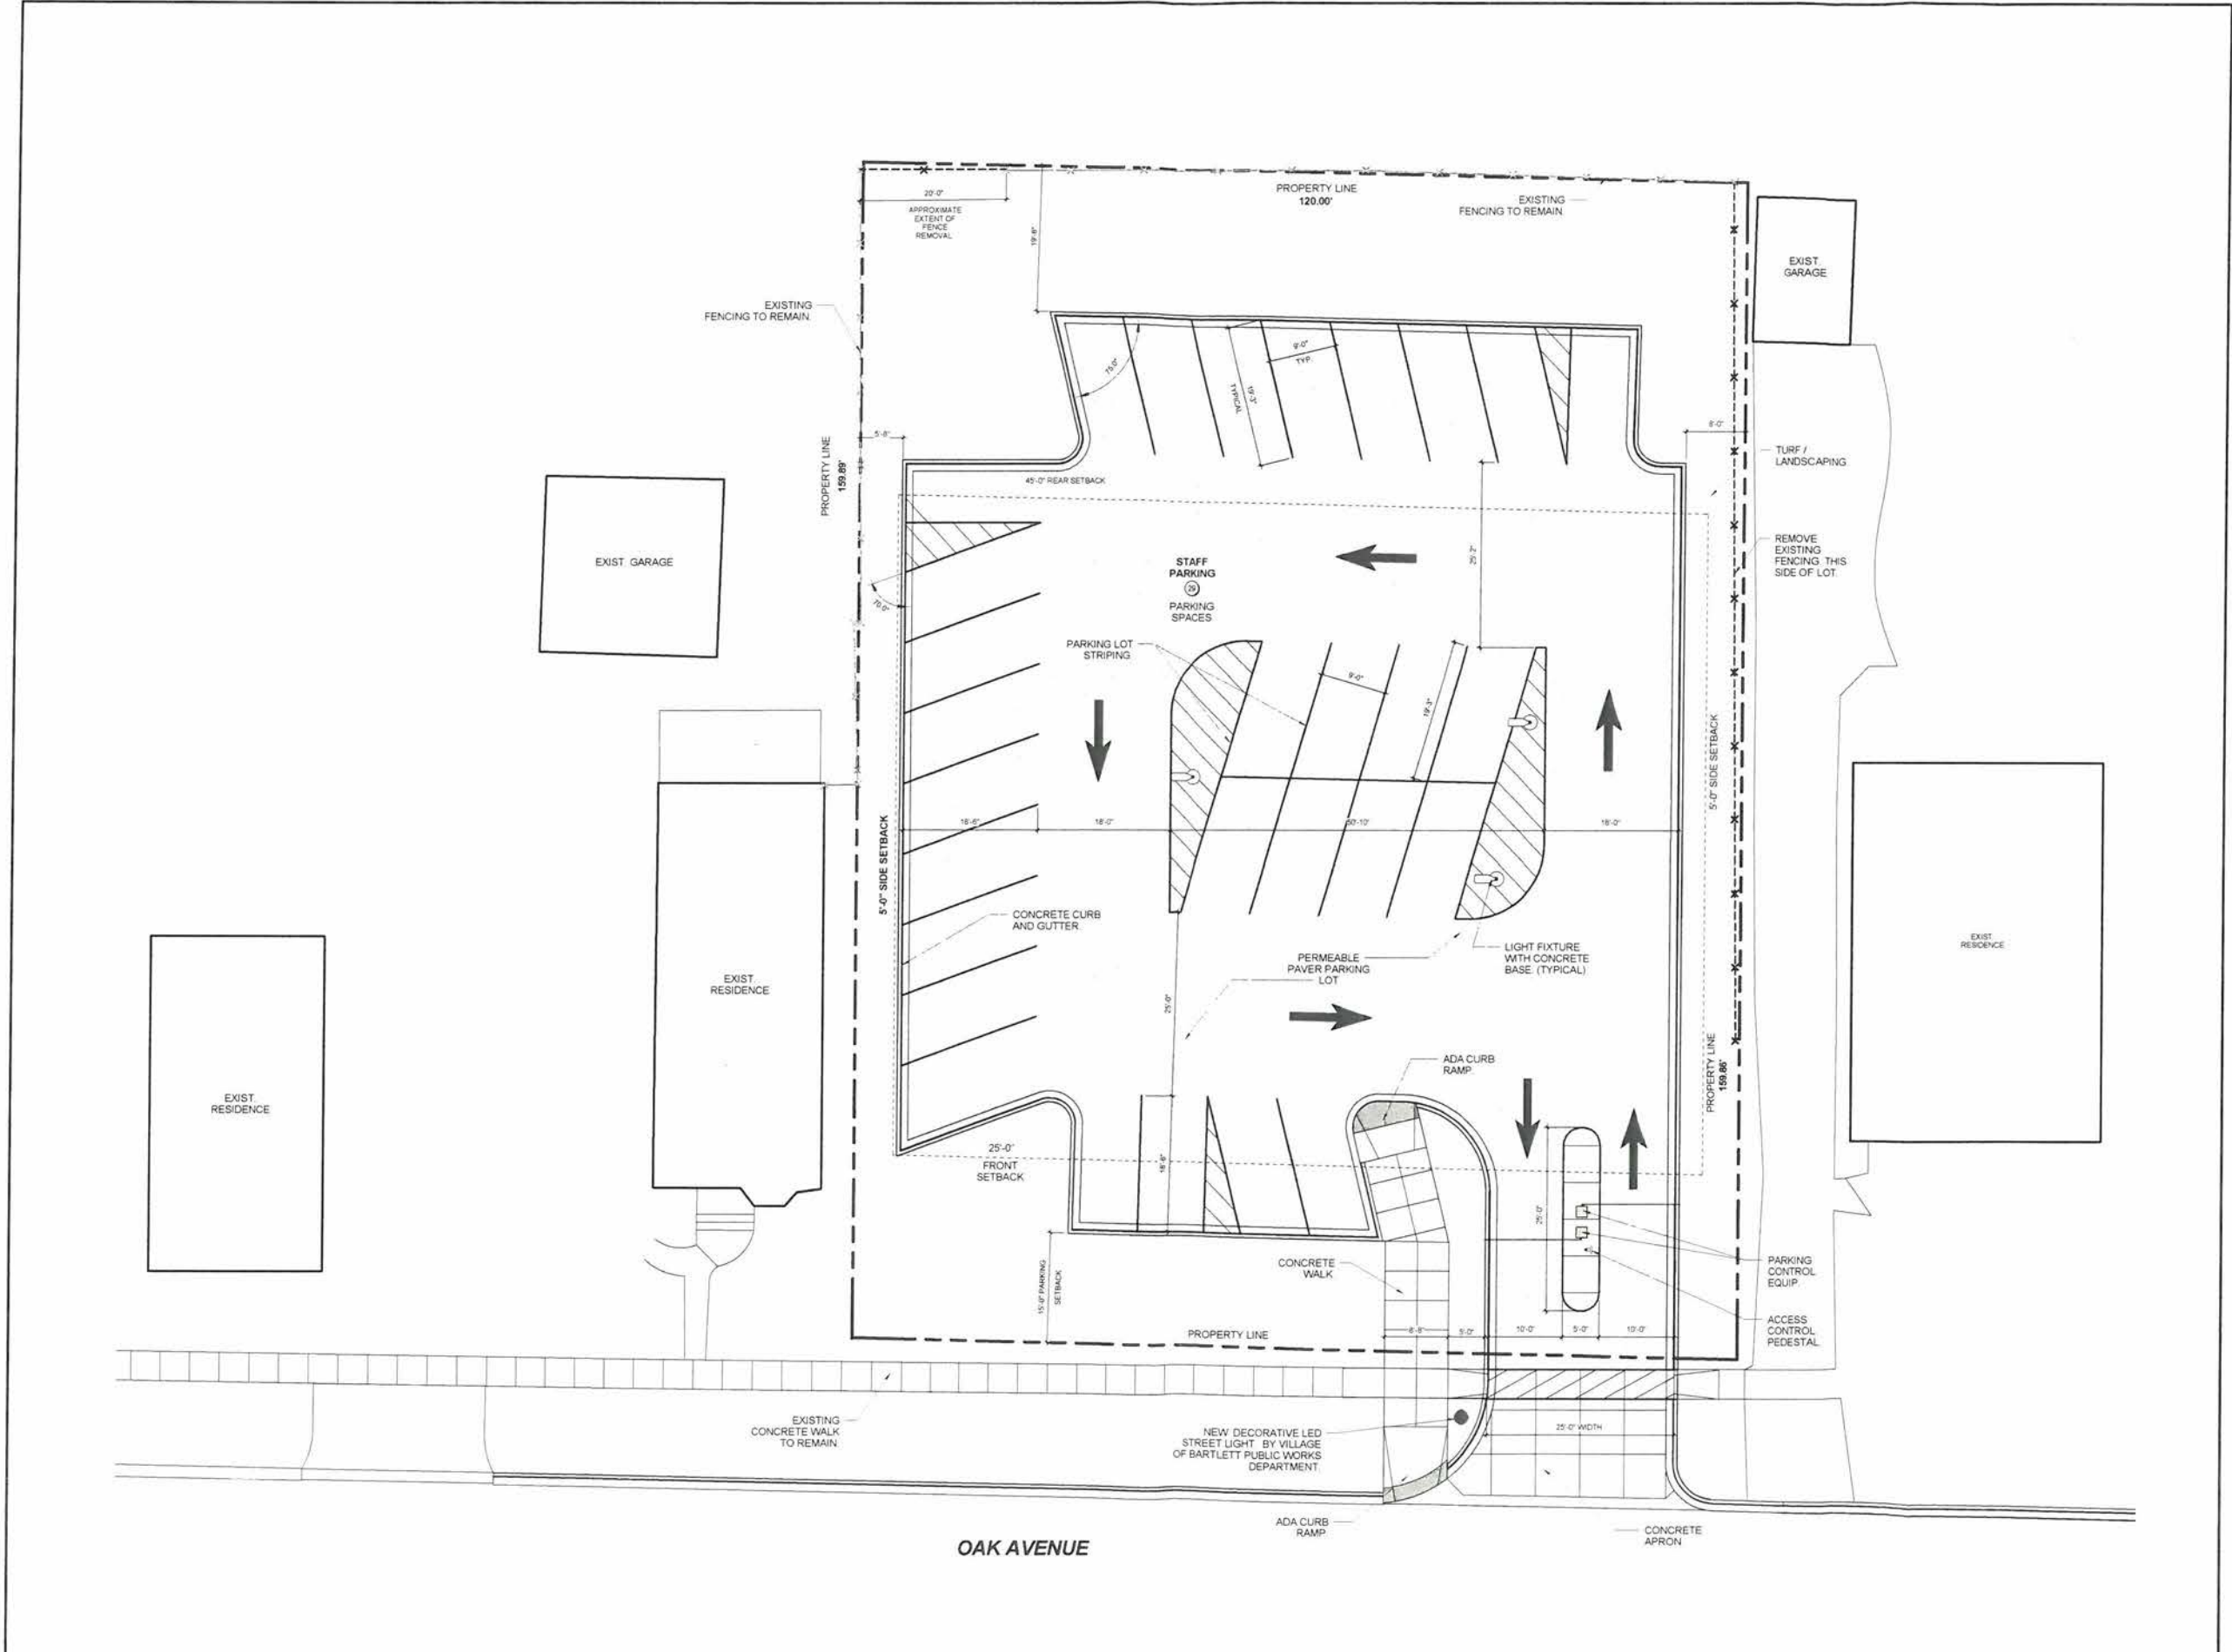 PROPERTY LINE
120.00'
EXISTING
FENCING TO REMAIN.
20'-0"
APPROXIMATE
EXTENT OF
FENCE
REMOVAL
EXIST.
GARAGE
EXISTING
FENCING TO REMAIN.
75.0°
9'-0"
TYP.
19'-3"
TYPICAL
5'-8"
8'-0"
PROPERTY LINE
159.89'
TURF /
LANDSCAPING
45'-0" REAR SETBACK
REMOVE
EXISTING
FENCING THIS
SIDE OF LOT.
EXIST. GARAGE
STAFF
PARKING
29
PARKING
SPACES
25'-2"
70.0°
PARKING LOT
STRIPING
9'-0"
19'-3"
5'-0" SIDE SETBACK
5'-0" SIDE SETBACK
18'-6"
18'-0"
50'-10"
18'-0"
CONCRETE CURB
AND GUTTER.
PERMEABLE
PAVER PARKING
LOT
LIGHT FIXTURE
WITH CONCRETE
BASE. (TYPICAL)
EXIST.
RESIDENCE
EXIST.
RESIDENCE
25'-0"
ADA CURB
RAMP.
PROPERTY LINE
159.86'
EXIST.
RESIDENCE
25'-0"
FRONT
SETBACK
18'-6"
25'-0"
15'-0" PARKING
SETBACK
CONCRETE
WALK
PARKING
CONTROL
EQUIP.
ACCESS
CONTROL
PEDESTAL
PROPERTY LINE
5'-0"
10'-0"
5'-0"
10'-0"
EXISTING
CONCRETE WALK
TO REMAIN
NEW DECORATIVE LED
STREET LIGHT BY VILLAGE
OF BARTLETT PUBLIC WORKS
DEPARTMENT.
25'-0" WIDTH
ADA CURB
RAMP
CONCRETE
APRON
OAK AVENUE